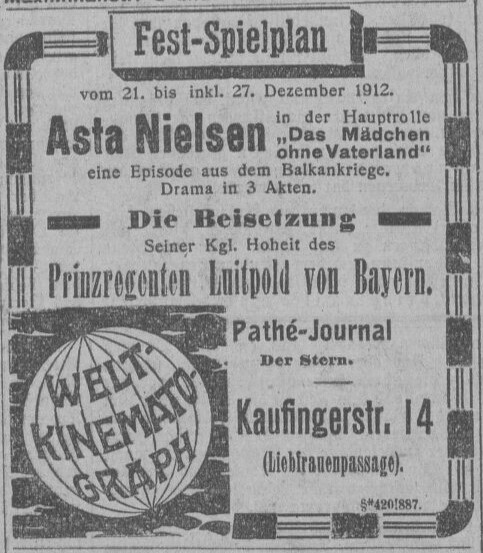 Fest-Spielplan
vom 21. bis inkl. 27. Dezember 1912.
Asta Nielsen
in der Hauptrolle
„Das Mädchen
ohne Vaterland“
eine Episode aus dem Balkankriege.
Drama in 3 Akten.
Die Beisetzung
Seiner Kgl. Hoheit des
Prinzregenten Luitpold von Bayern.
WELT-
KINEMATO-
GRAPH
Pathé-Journal
Der Stern.
Kaufingerstr. 14
(Liebfrauenpassage).
§*420!887.